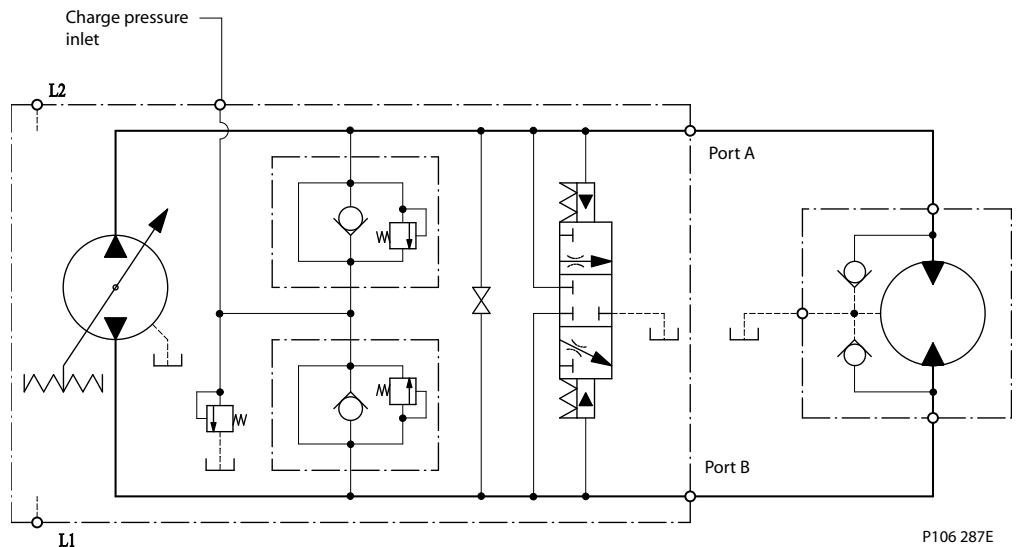 Charge pressure
inlet
L2
Port A
Port B
L1
P106 287E